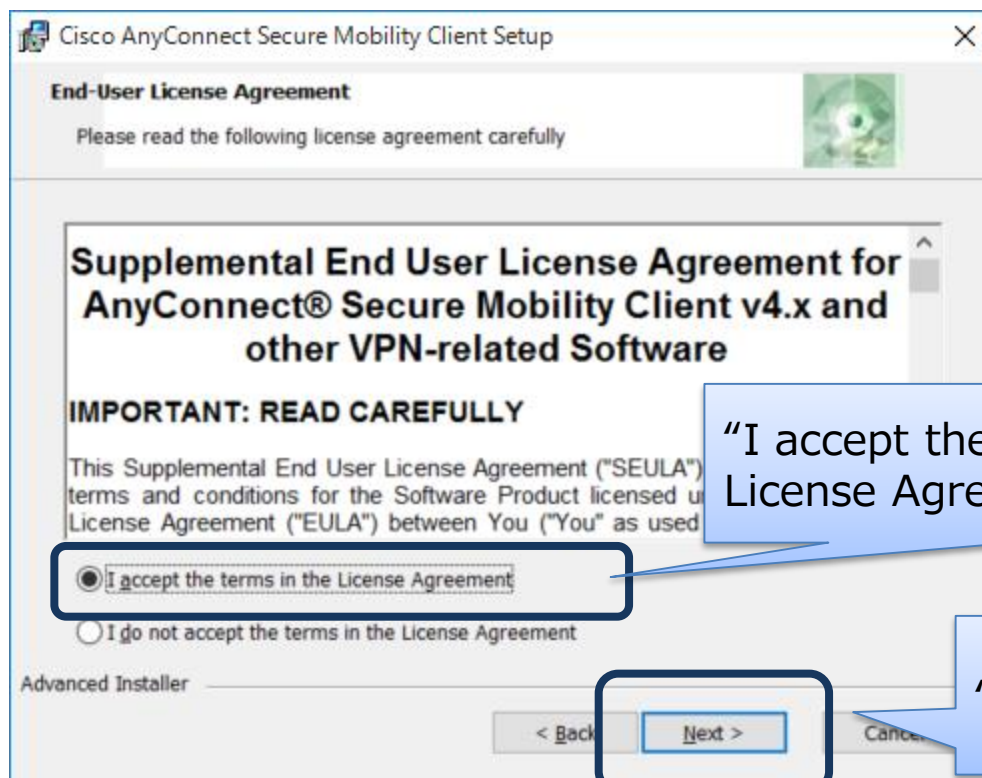 Cisco AnyConnect Secure Mobility Client Setup
End-User License Agreement
Please read the following license agreement carefully
Supplemental End User License Agreement for
AnyConnect® Secure Mobility Client v4.x and
other VPN-related Software
IMPORTANT: READ CAREFULLY
This Supplemental End User License Agreement ("SEULA")
terms and conditions for the Software Product licensed
License Agreement ("EULA") between You ("You" as used
"I accept the
License
I accept the terms in the License Agreement
I do not accept the terms in the License Agreement
Advanced Installer
< Back
Next >